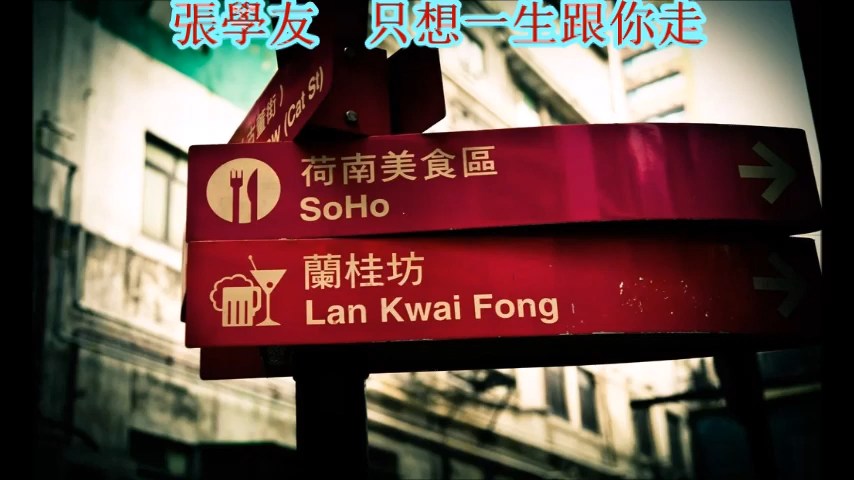 張學友 只想一生跟你走
街）
(Cat St)
荷南美食區
SoHo
蘭桂坊
Lan Kwai Fong